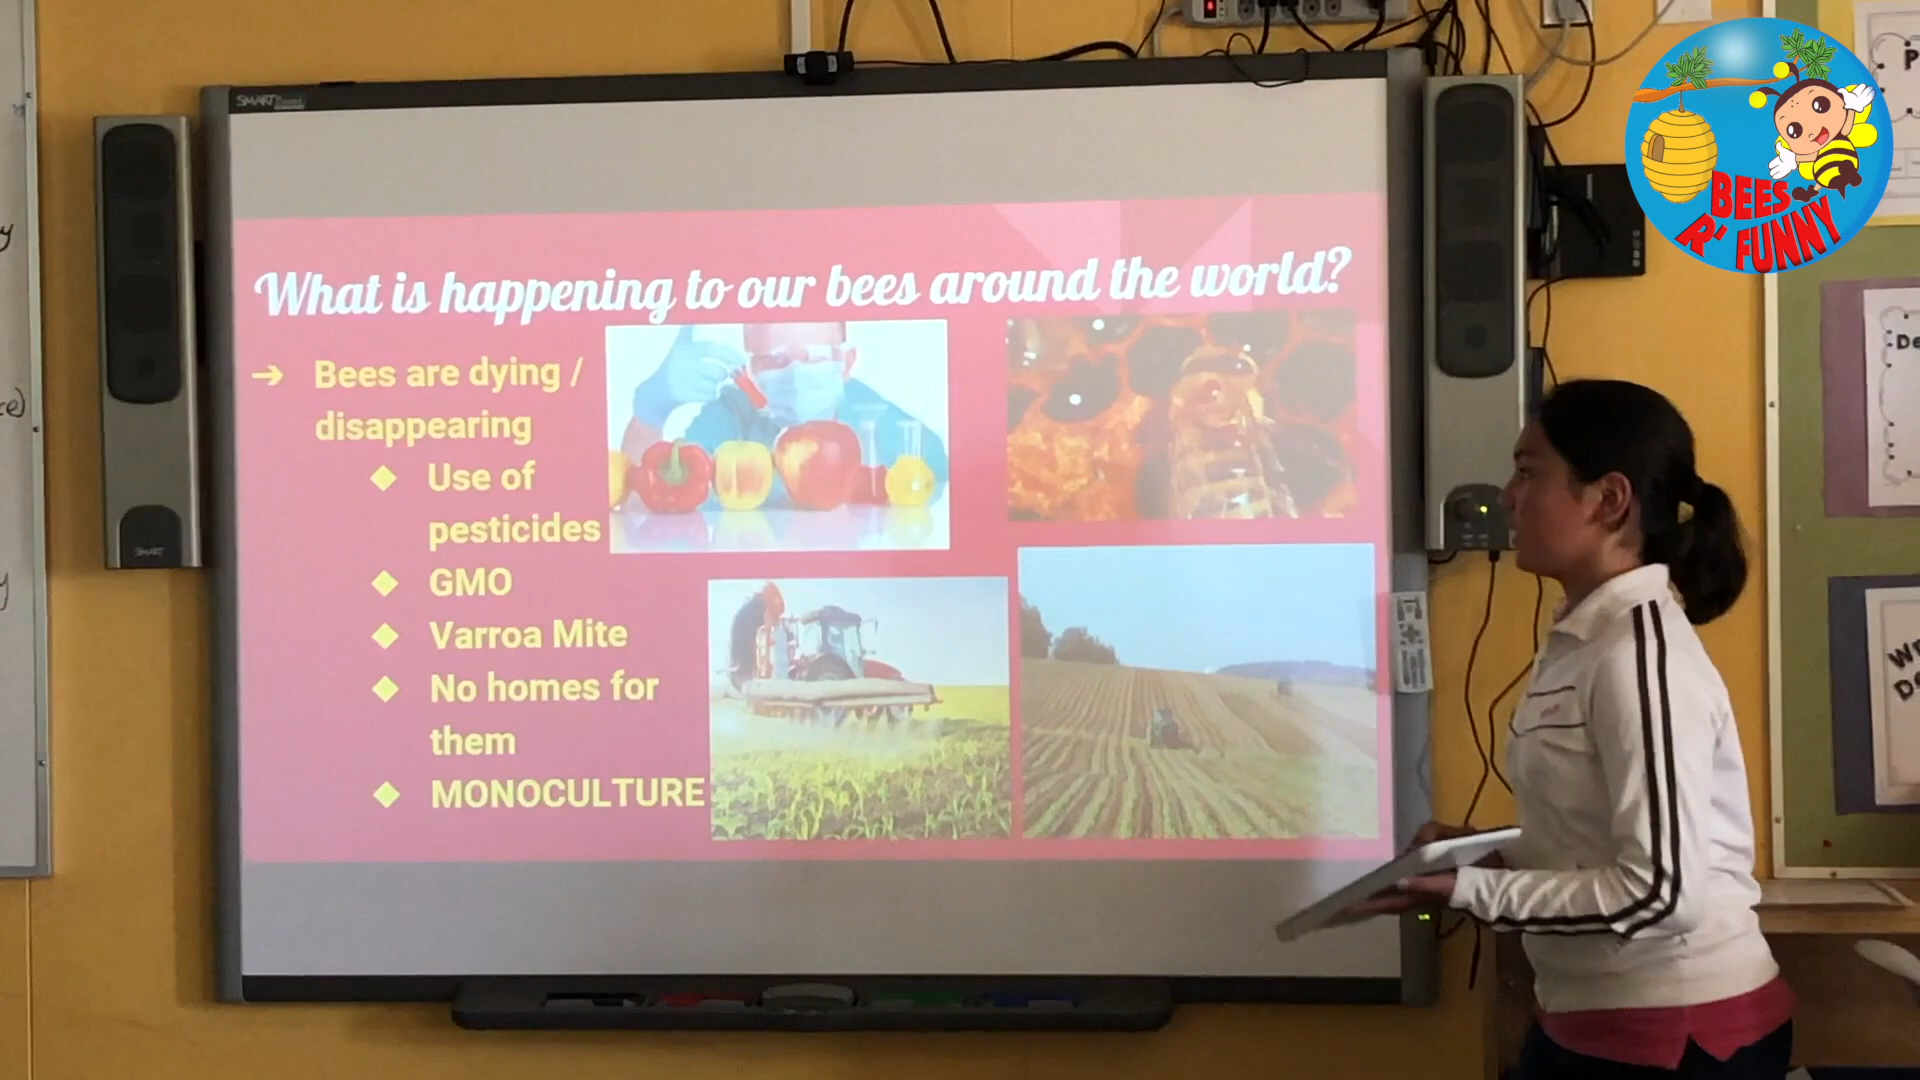 SMART
BEES
R' FUNNY
What is happening to our bees around the world?
➔ Bees are dying /
disappearing
◆ Use of
pesticides
◆ GMO
◆ Varroa Mite
◆ No homes for
them
◆ MONOCULTURE
SMART